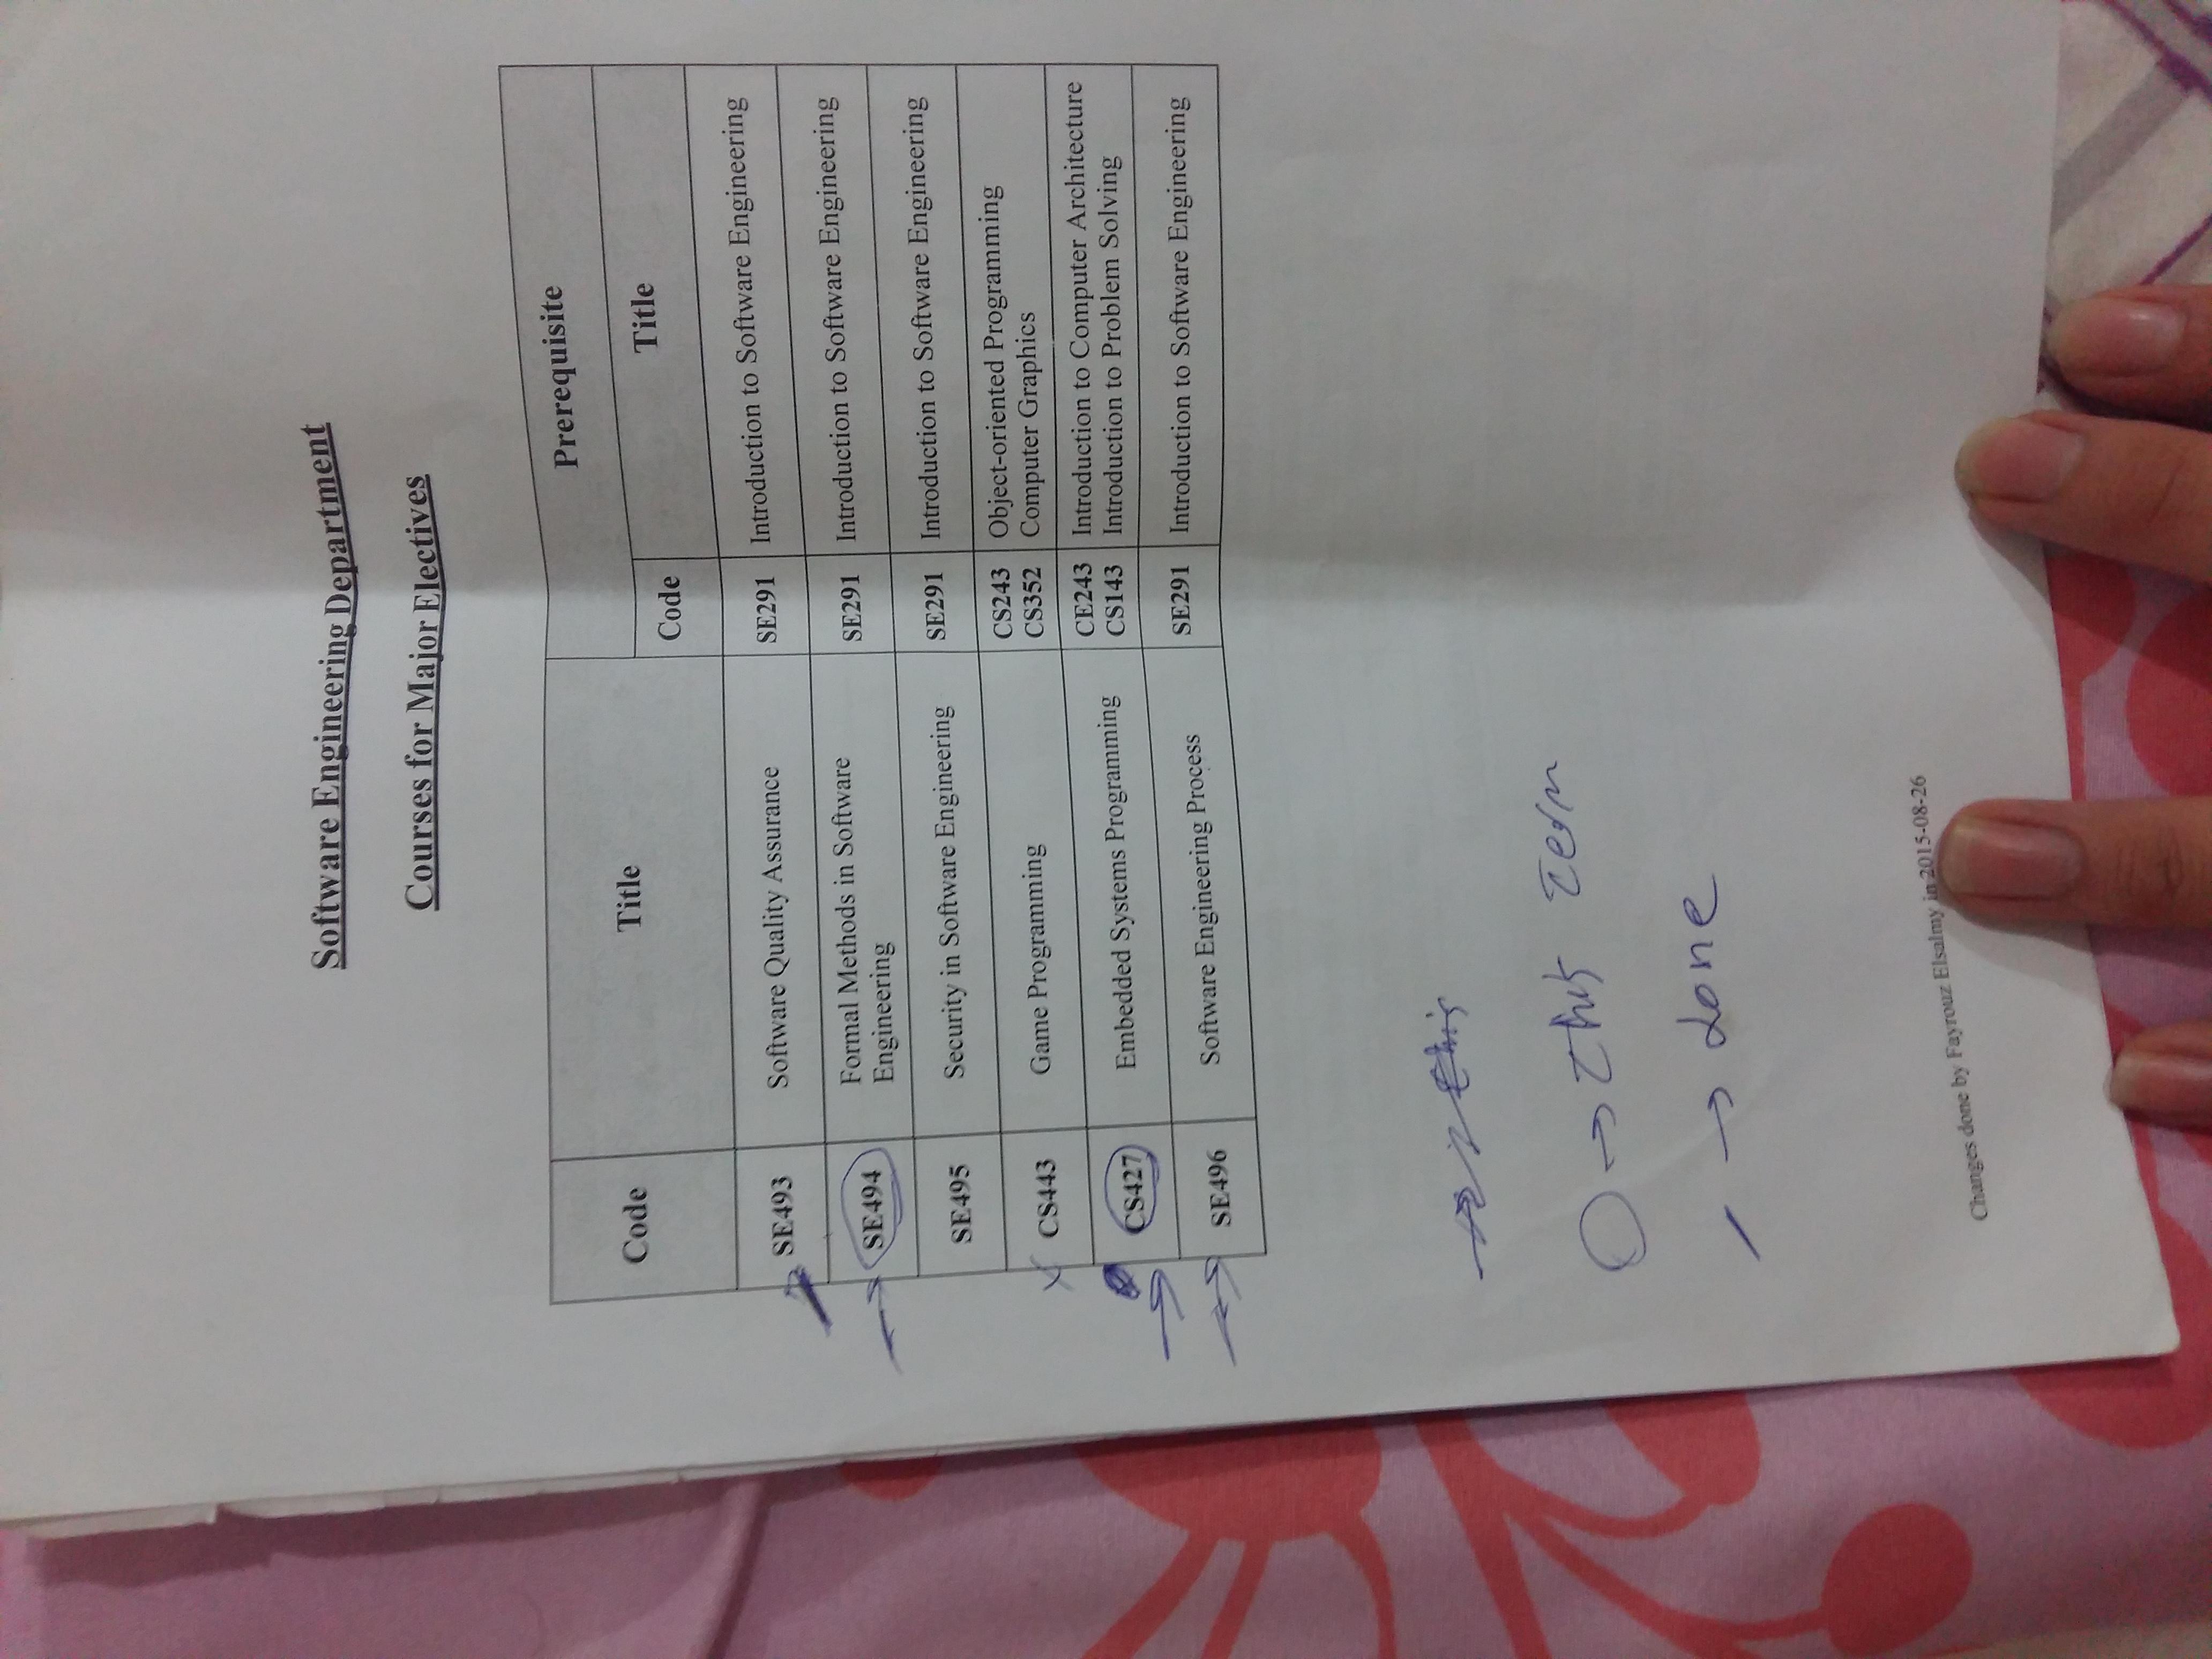 Software Engineering Department
Courses for Major Electives
Code Title Prerequisite
Code Title
SE493 Software Quality Assurance SE291 Introduction to Software Engineering
SE494 Formal Methods in Software SE291 Introduction to Software Engineering
Engineering
SE495 Security in Software Engineering SE291 Introduction to Software Engineering
CS443 Game Programming CS243 Object-oriented Programming
CS352 Computer Graphics
CS427 Embedded Systems Programming CE243 Introduction to Computer Architecture
CS143 Introduction to Problem Solving
SE496 Software Engineering Process SE291 Introduction to Software Engineering
→ this term
→ done
Changes done by Fayrouz Elsalmy in 2015-08-26